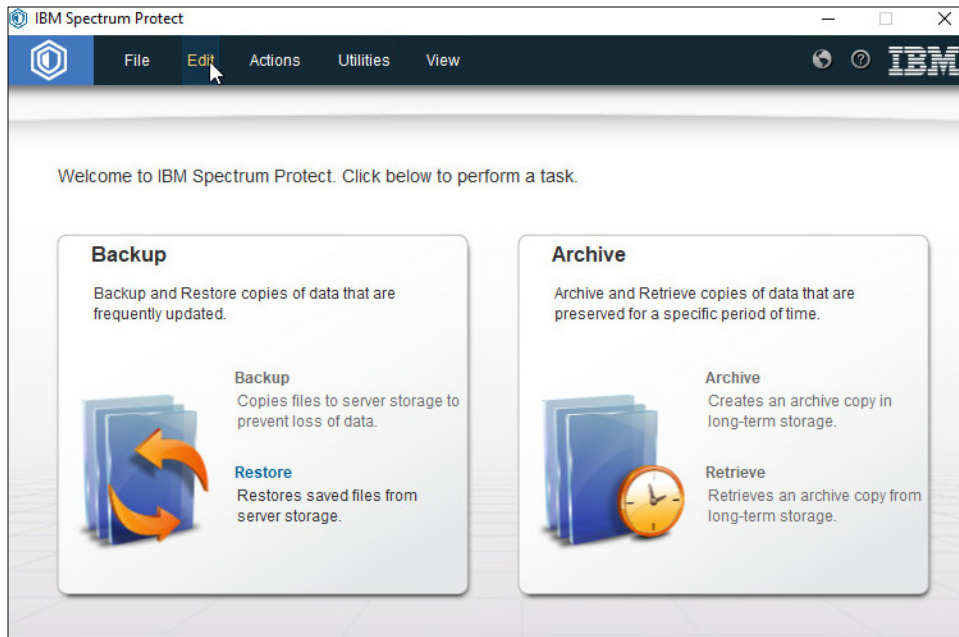 IBM Spectrum Protect
File Edit Actions Utilities View
IBM
Welcome to IBM Spectrum Protect. Click below to perform a task.
Backup
Backup and Restore copies of data that are
frequently updated.
Backup
Copies files to server storage to
prevent loss of data.
Restore
Restores saved files from
server storage.
Archive
Archive and Retrieve copies of data that are
preserved for a specific period of time.
Archive
Creates an archive copy in
long-term storage.
Retrieve
Retrieves an archive copy from
long-term storage.